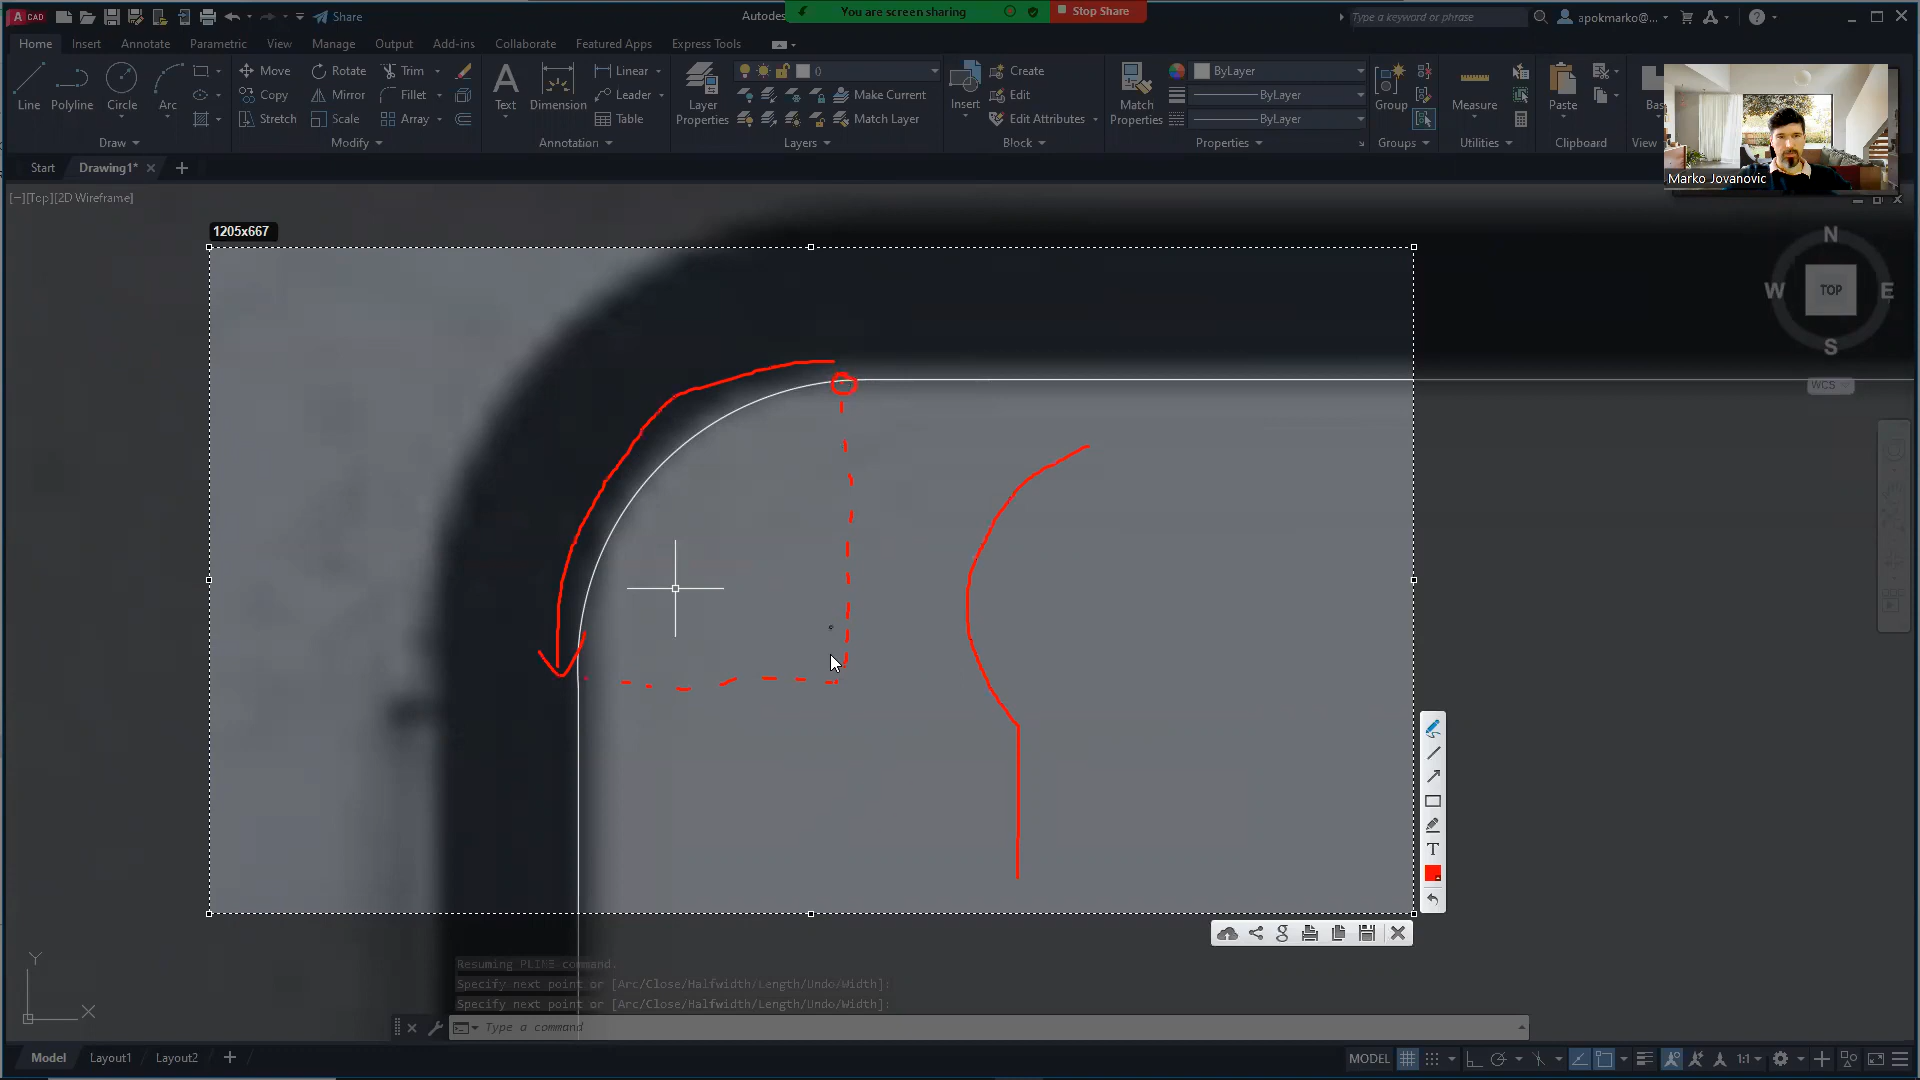 A CAD
Share
Autodes
You are screen sharing
Stop Share
Type a keyword or phrase
apokmarko@...
Home
Insert
Annotate
Parametric
View
Manage
Output
Add-ins
Collaborate
Featured Apps
Express Tools
Line
Polyline
Circle
Arc
Move
Rotate
Trim
Copy
Mirror
Fillet
Stretch
Scale
Array
Text
Dimension
Linear
Leader
Table
Layer
Properties
0
Make Current
Match Layer
Insert
Create
Edit
Edit Attributes
Match
Properties
ByLayer
ByLayer
ByLayer
Group
Measure
Paste
Bas
Draw
Modify
Annotation
Layers
Block
Properties
Groups
Utilities
Clipboard
View
Marko Jovanovic
Start
Drawing1*
[−][Top][2D Wireframe]
1205x667
N
W
TOP
E
S
WCS
T
g
Y
X
Resuming PLINE command.
Specify next point or [Arc/Close/Halfwidth/Length/Undo/Width]:
Specify next point or [Arc/Close/Halfwidth/Length/Undo/Width]:
Type a command
Model
Layout1
Layout2
MODEL
1:1